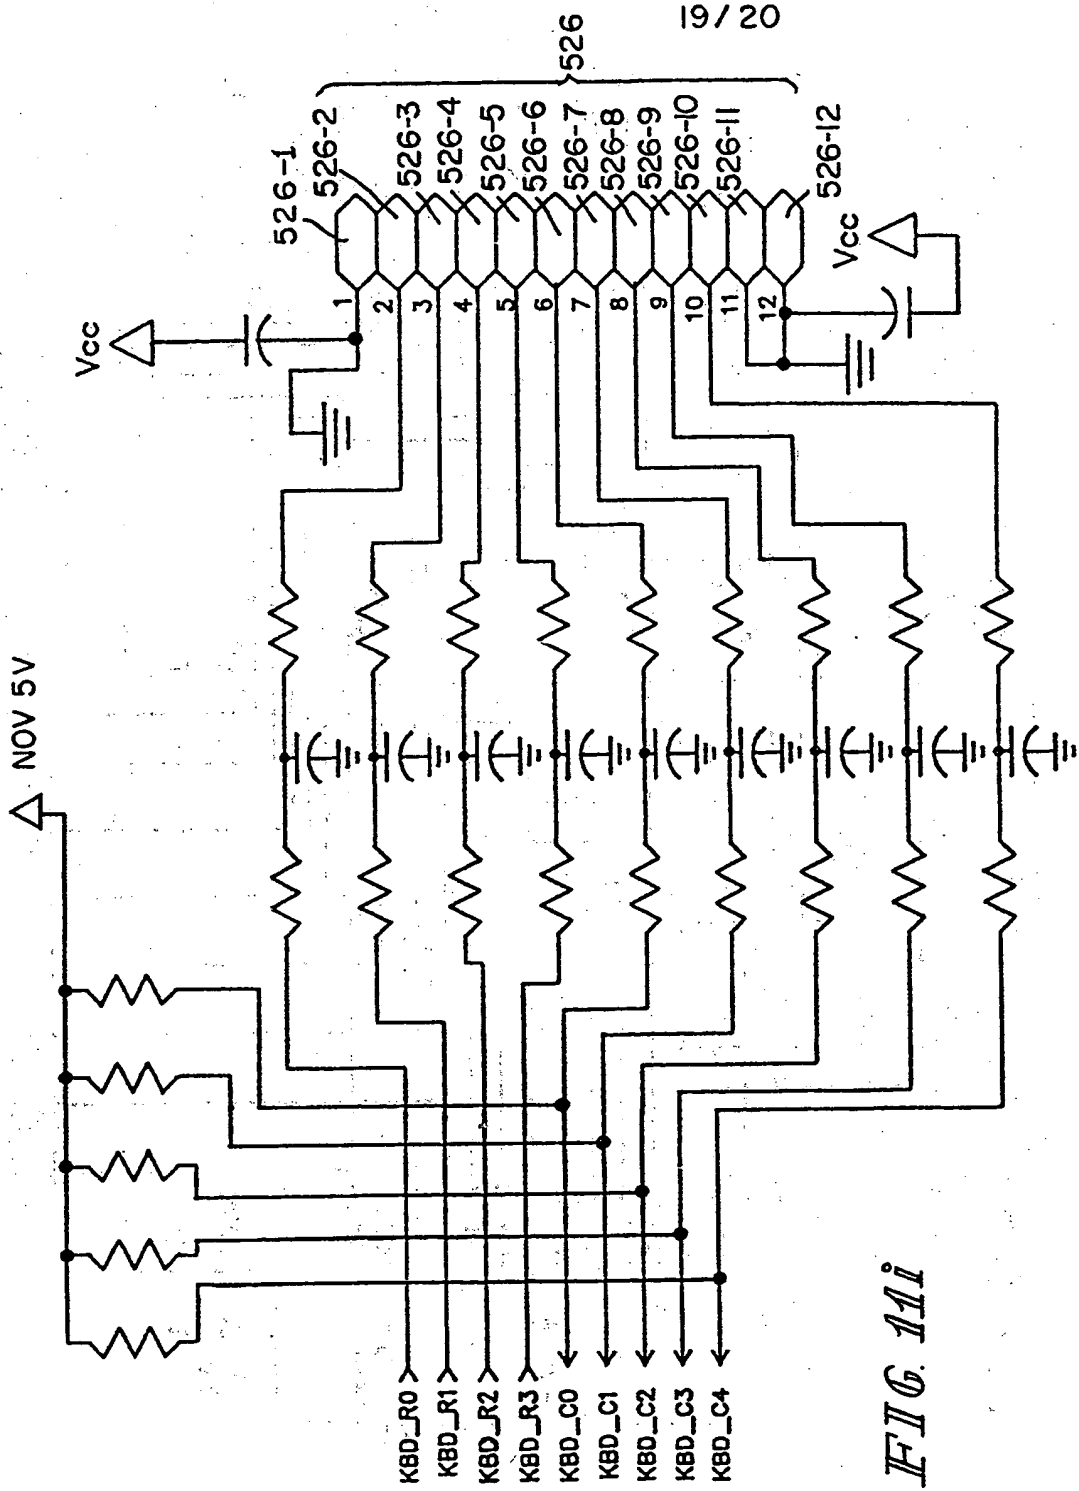 19/20
NOV 5V
Vcc
526
526-1
526-2
526-3
526-4
526-5
526-6
526-7
526-8
526-9
526-10
526-11
526-12
1
2
3
4
5
6
7
8
9
10
11
12
Vcc
KBD_R0
KBD_R1
KBD_R2
KBD_R3
KBD_C0
KBD_C1
KBD_C2
KBD_C3
KBD_C4
FIG. 11i